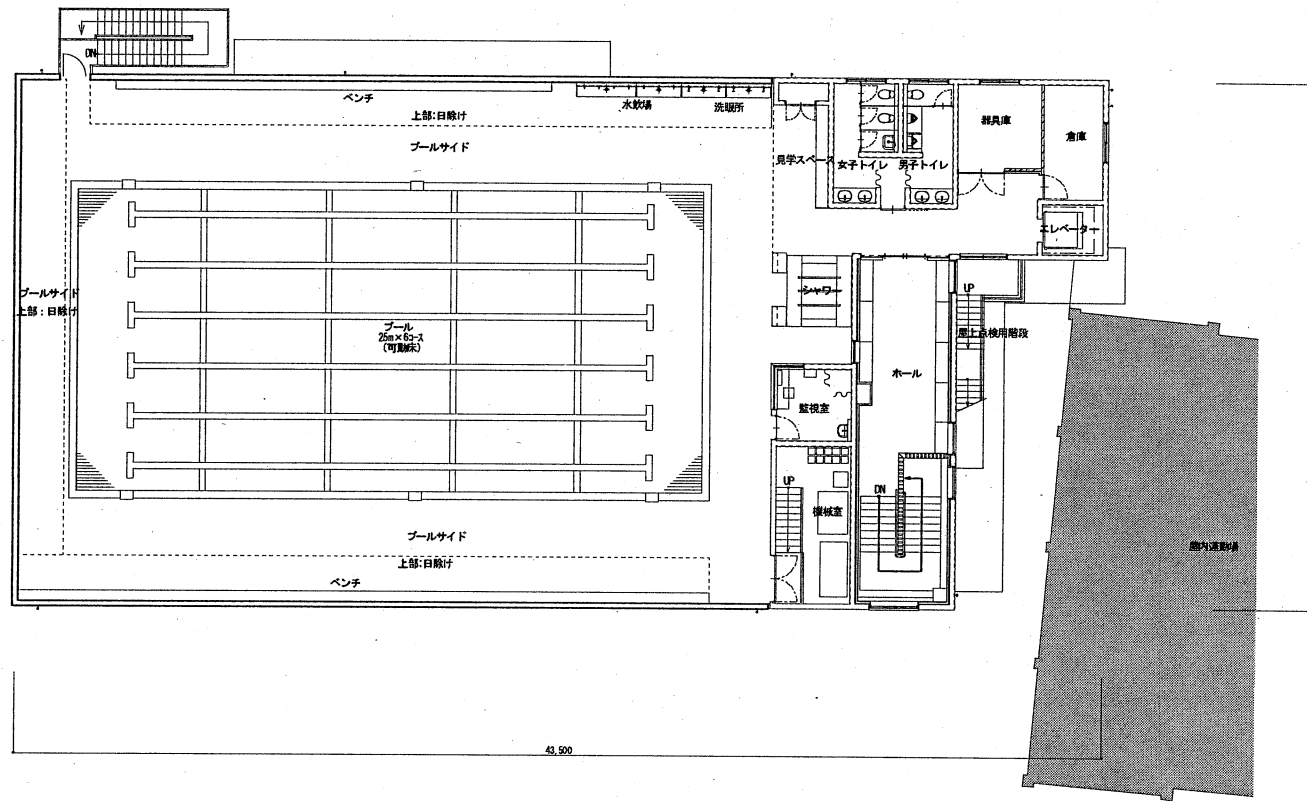 DN
ベンチ
水飲場
洗眼所
上部:日除け
プールサイド
見学スペース
女子トイレ
男子トイレ
器具庫
倉庫
エレベーター
プールサイド
上部:日除け
シャワー
UP
屋上点検用階段
プール
25m×6コース
(可動床)
ホール
監視室
UP
機械室
DN
プールサイド
上部:日除け
ベンチ
屋内運動場
43,500